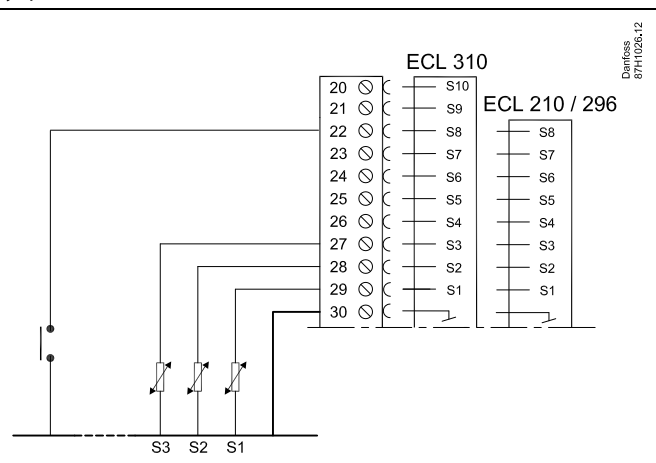 Danfoss
87H1026.12
ECL 310
ECL 210 / 296
20 S10
21 S9
22 S8 S8
23 S7 S7
24 S6 S6
25 S5 S5
26 S4 S4
27 S3 S3
28 S2 S2
29 S1 S1
30
S3 S2 S1